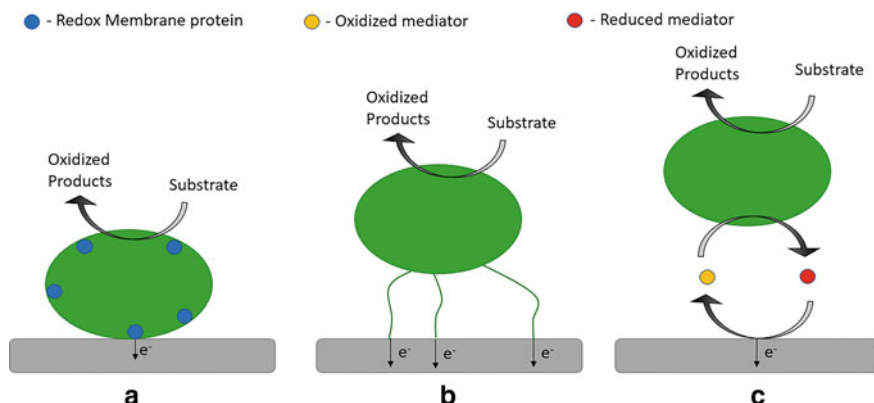 - Redox Membrane protein
- Oxidized mediator
- Reduced mediator
Oxidized
Products
Substrate
e-
a
Oxidized
Products
Substrate
e-
e-
e-
b
Oxidized
Products
Substrate
e-
c